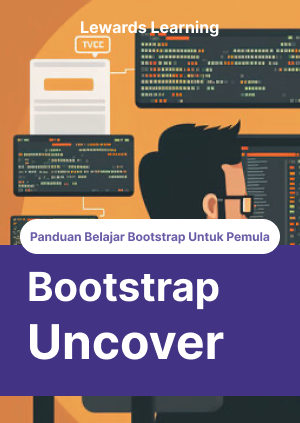 Lewards Learning
TVCC
Panduan Belajar Bootstrap Untuk Pemula
Bootstrap
Uncover